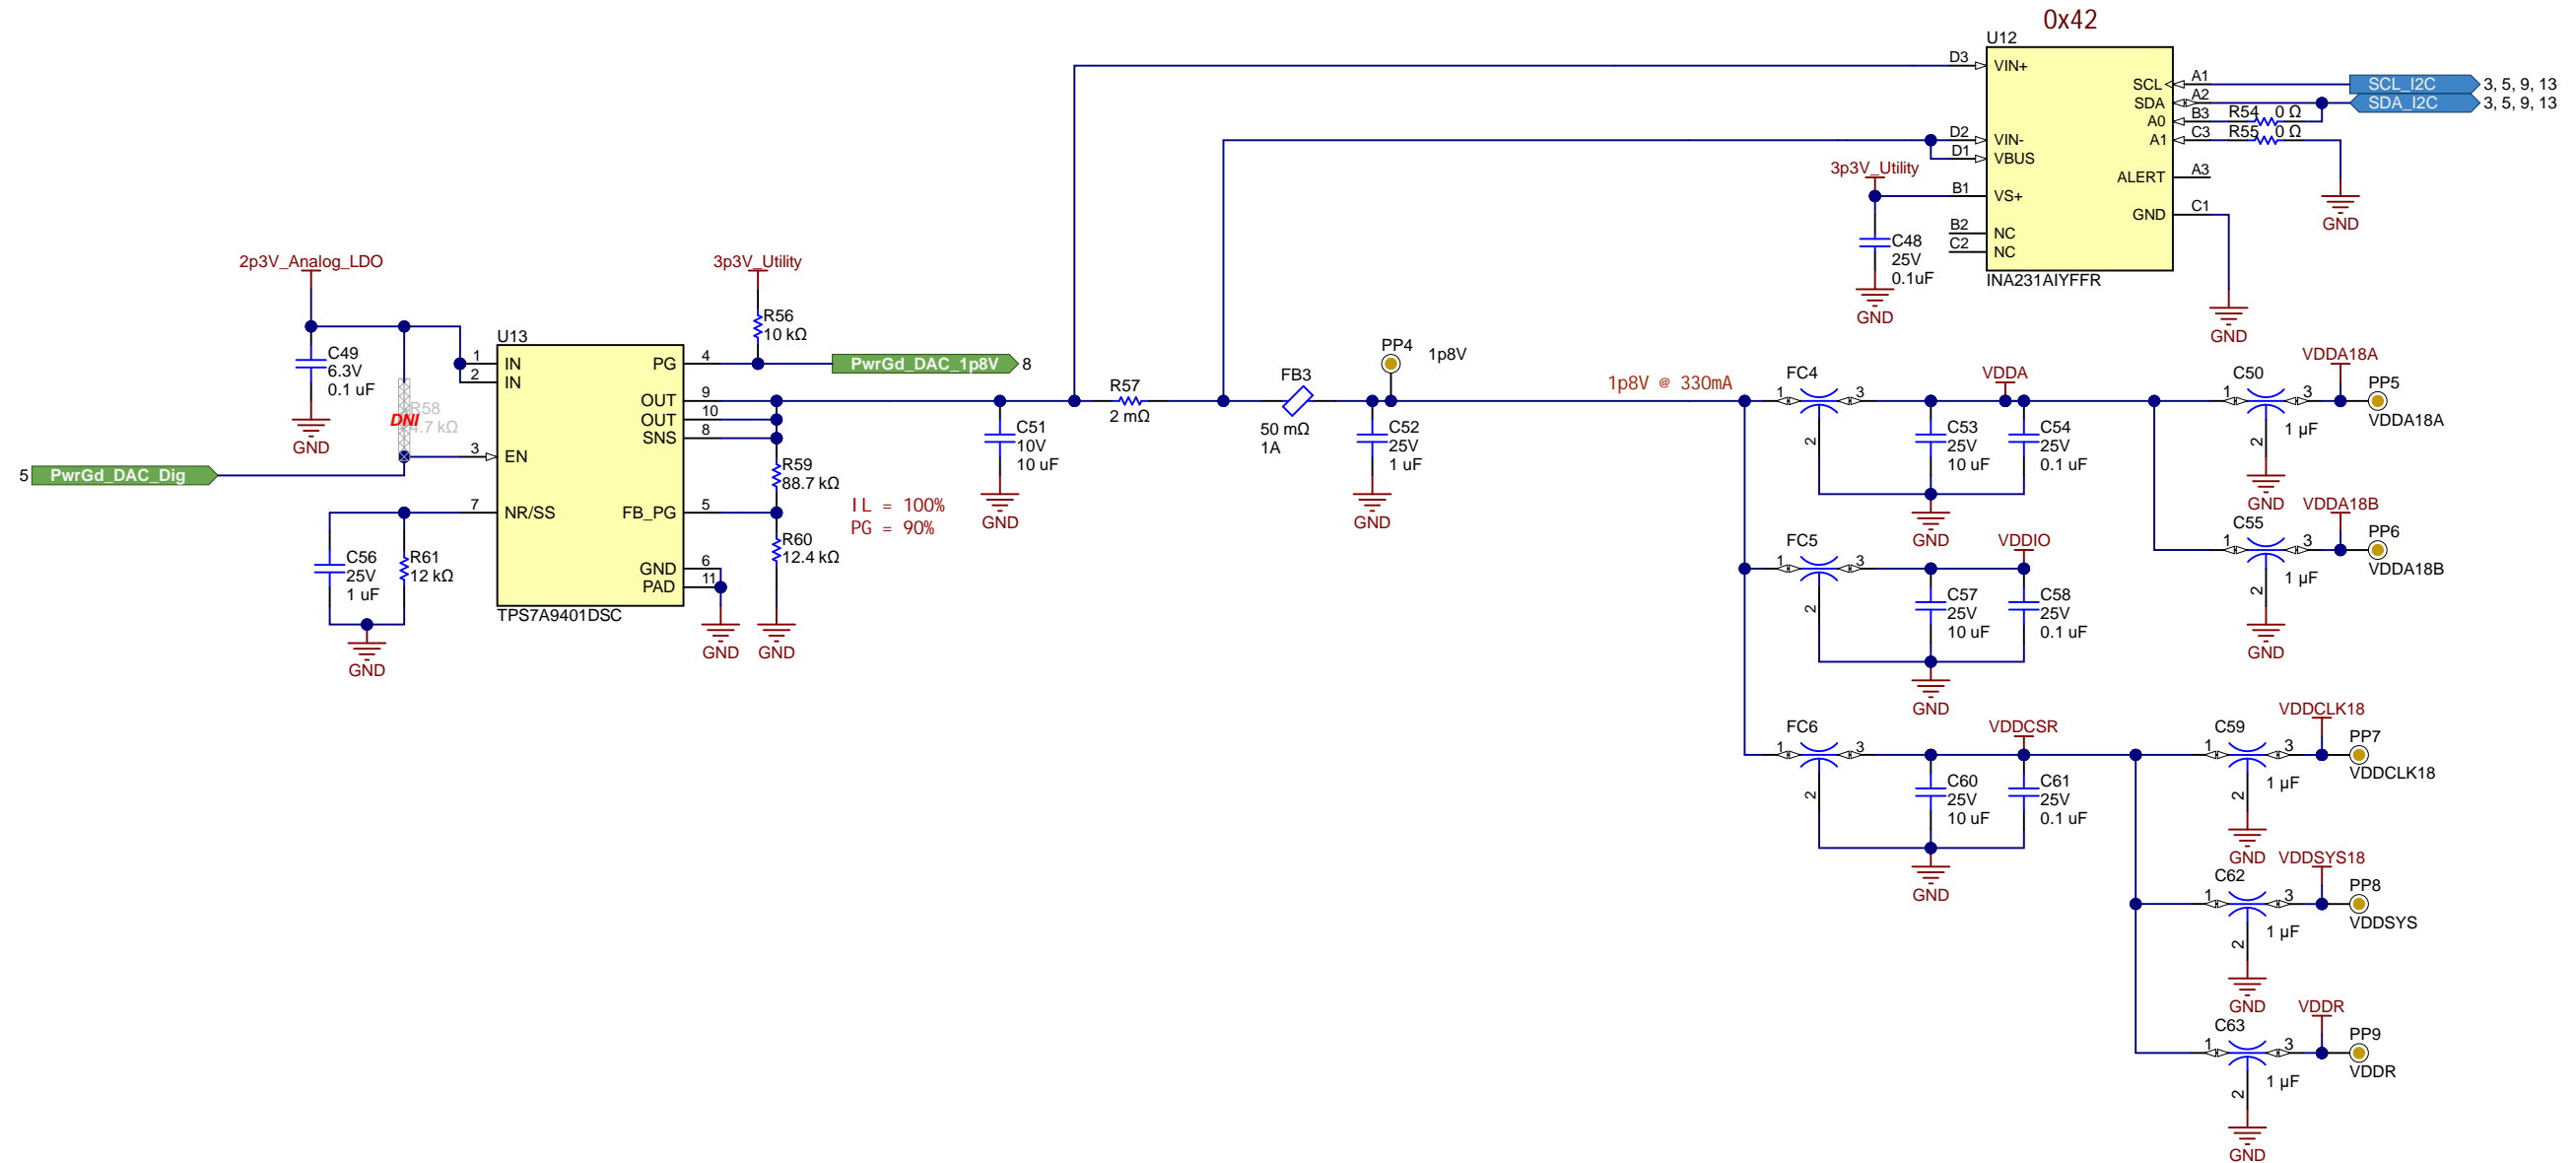 0x42
U12
D3
VIN+
SCL
A1
SCL_I2C
3, 5, 9, 13
SDA
A2
SDA_I2C
3, 5, 9, 13
A0
B3
R54
0 Ω
D2
VIN-
A1
C3
R55
0 Ω
D1
VBUS
3p3V_Utility
ALERT
A3
B1
VS+
GND
C1
GND
B2
NC
C2
NC
C48
25V
0.1uF
INA231AIYFFR
GND
GND
2p3V_Analog_LDO
3p3V_Utility
C49
6.3V
0.1 uF
GND
R58
4.7 kΩ
DNI
5
PwrGd_DAC_Dig
U13
1
IN
2
IN
3
EN
7
NR/SS
PG
4
OUT
9
OUT
10
SNS
8
FB_PG
5
GND
6
PAD
11
TPS7A9401DSC
R56
10 kΩ
PwrGd_DAC_1p8V
8
R59
88.7 kΩ
R60
12.4 kΩ
IL = 100%
PG = 90%
C56
25V
1 uF
R61
12 kΩ
GND
GND
GND
C51
10V
10 uF
GND
R57
2 mΩ
FB3
50 mΩ
1A
PP4
1p8V
C52
25V
1 uF
GND
1p8V @ 330mA
FC4
1
3
2
VDDA
C53
25V
10 uF
C54
25V
0.1 uF
GND
C50
1
3
2
1 µF
GND
VDDA18A
PP5
VDDA18A
C55
1
3
2
1 µF
GND
VDDA18B
PP6
VDDA18B
FC5
1
3
2
VDDIO
C57
25V
10 uF
C58
25V
0.1 uF
GND
FC6
1
3
2
VDDCSR
C60
25V
10 uF
C61
25V
0.1 uF
GND
C59
1
3
2
1 µF
GND
VDDCLK18
PP7
VDDCLK18
C62
1
3
2
1 µF
GND
VDDSYS18
PP8
VDDSYS
C63
1
3
2
1 µF
GND
VDDR
PP9
VDDR